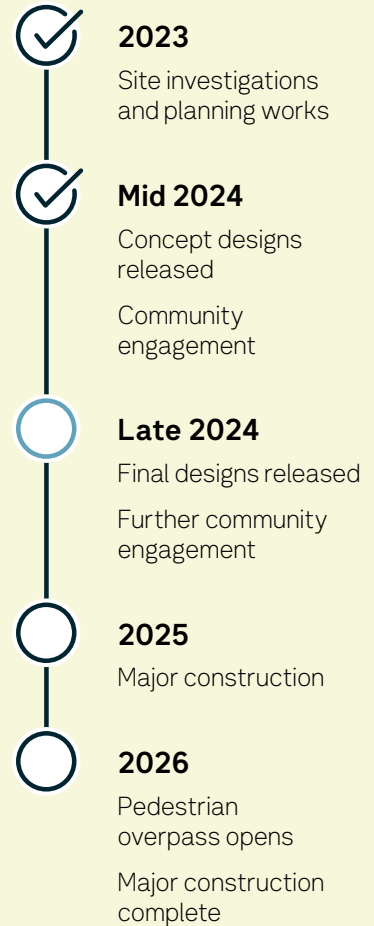 2023
Site investigations
and planning works
Mid 2024
Concept designs
released
Community
engagement
Late 2024
Final designs released
Further community
engagement
2025
Major construction
2026
Pedestrian
overpass opens
Major construction
complete